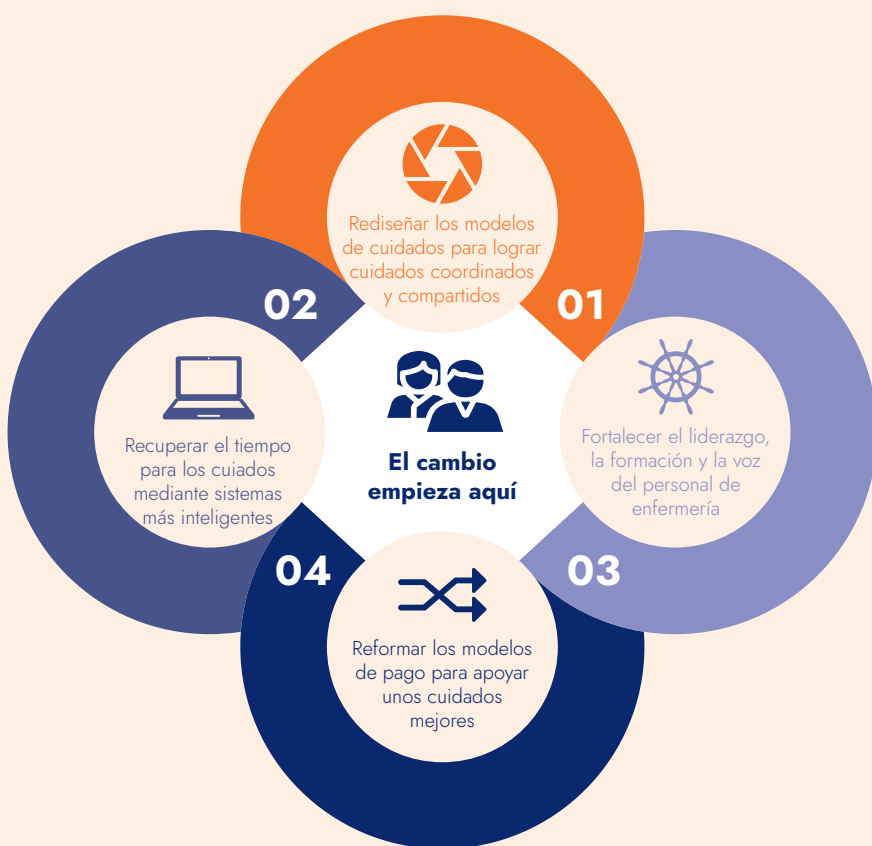 01
Rediseñar los modelos
de cuidados para lograr
cuidados coordinados
y compartidos
02
Recuperar el tiempo
para los cuiados
mediante sistemas
más inteligentes
El cambio
empieza aquí
03
Fortalecer el liderazgo,
la formación y la voz
del personal de
enfermería
04
Reformar los modelos
de pago para apoyar
unos cuidados
mejores